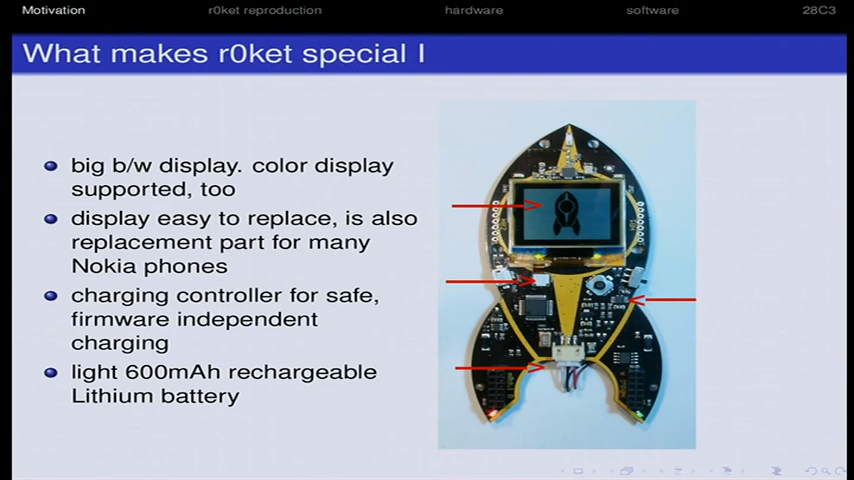 Motivation
r0ket reproduction
hardware
software
28C3
What makes r0ket special I
big b/w display. color display
supported, too
display easy to replace, is also
replacement part for many
Nokia phones
charging controller for safe,
firmware independent
charging
light 600mAh rechargeable
Lithium battery